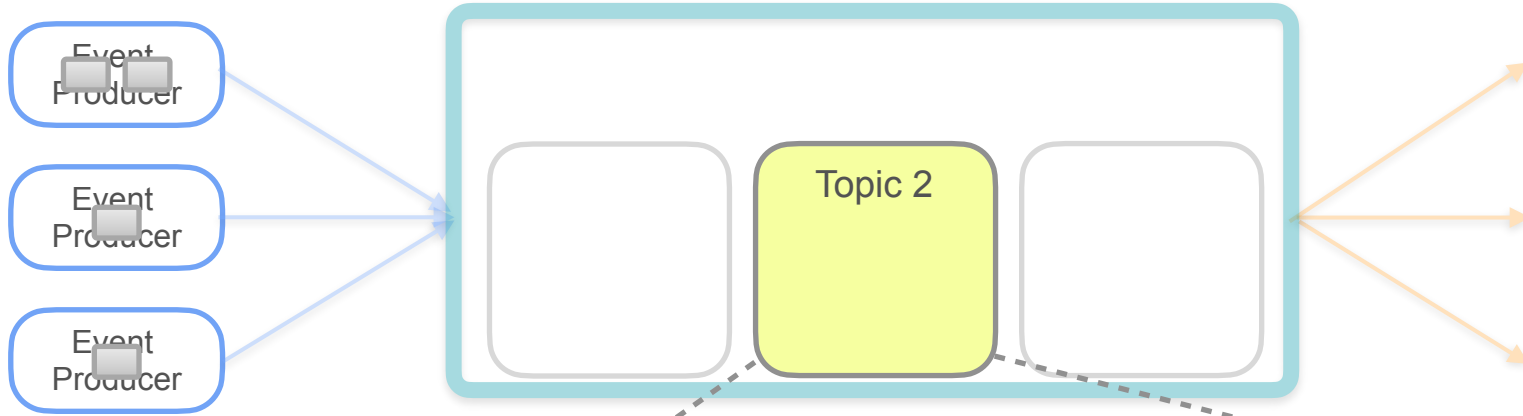 Event
Producer
Event
Producer
Event
Producer
Topic 2